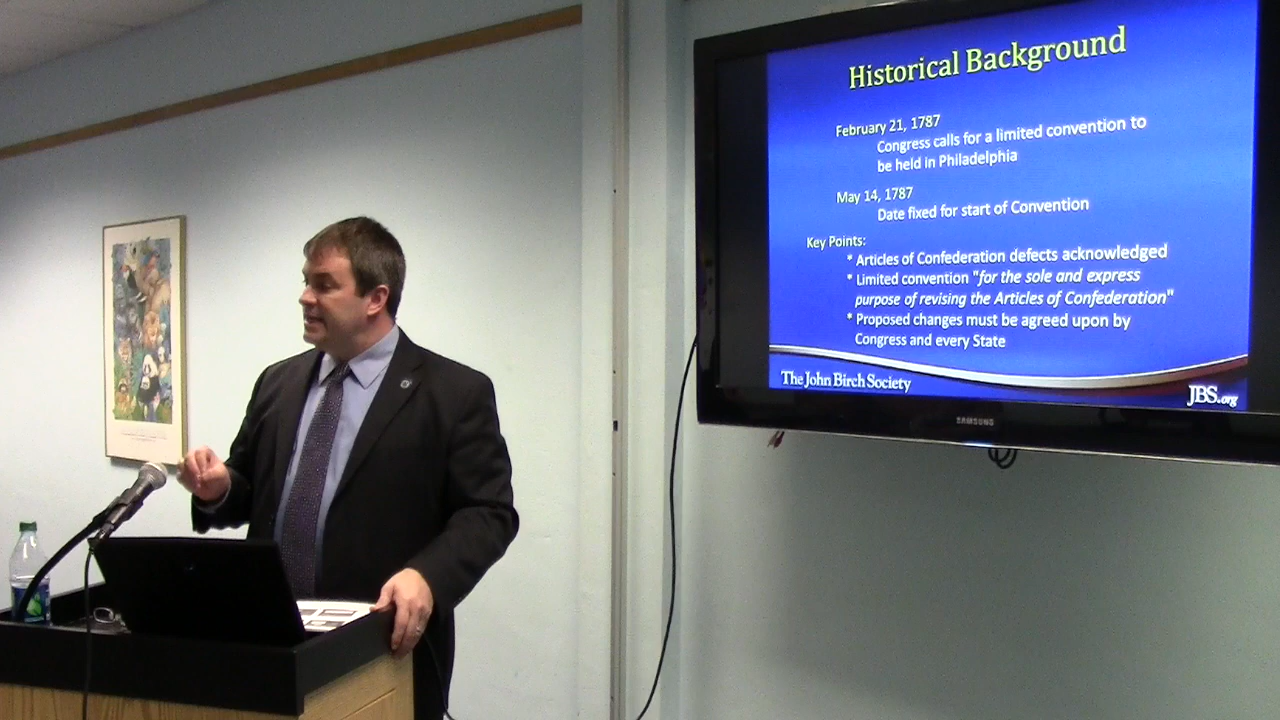 Historical Background
February 21, 1787
Congress calls for a limited convention to
be held in Philadelphia
May 14, 1787
Date fixed for start of Convention
Key Points:
* Articles of Confederation defects acknowledged
* Limited convention "for the sole and express
purpose of revising the Articles of Confederation"
* Proposed changes must be agreed upon by
Congress and every State
The John Birch Society
JBS.org
SAMSUNG